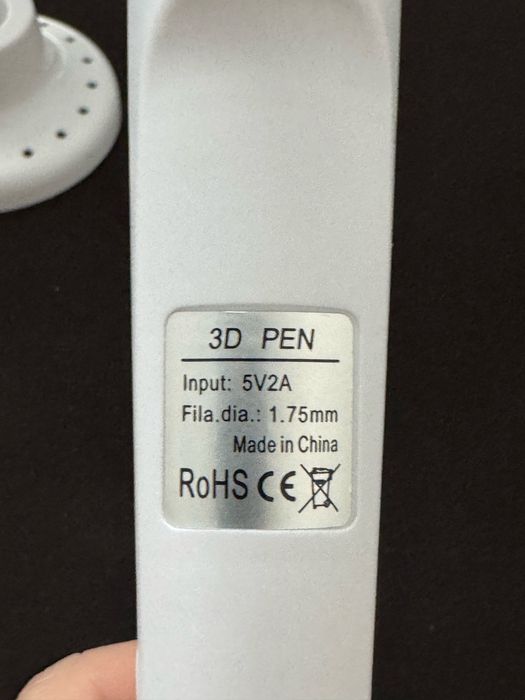 3D PEN
Input: 5V2A
Fila.dia.: 1.75mm
Made in China
RoHS CE